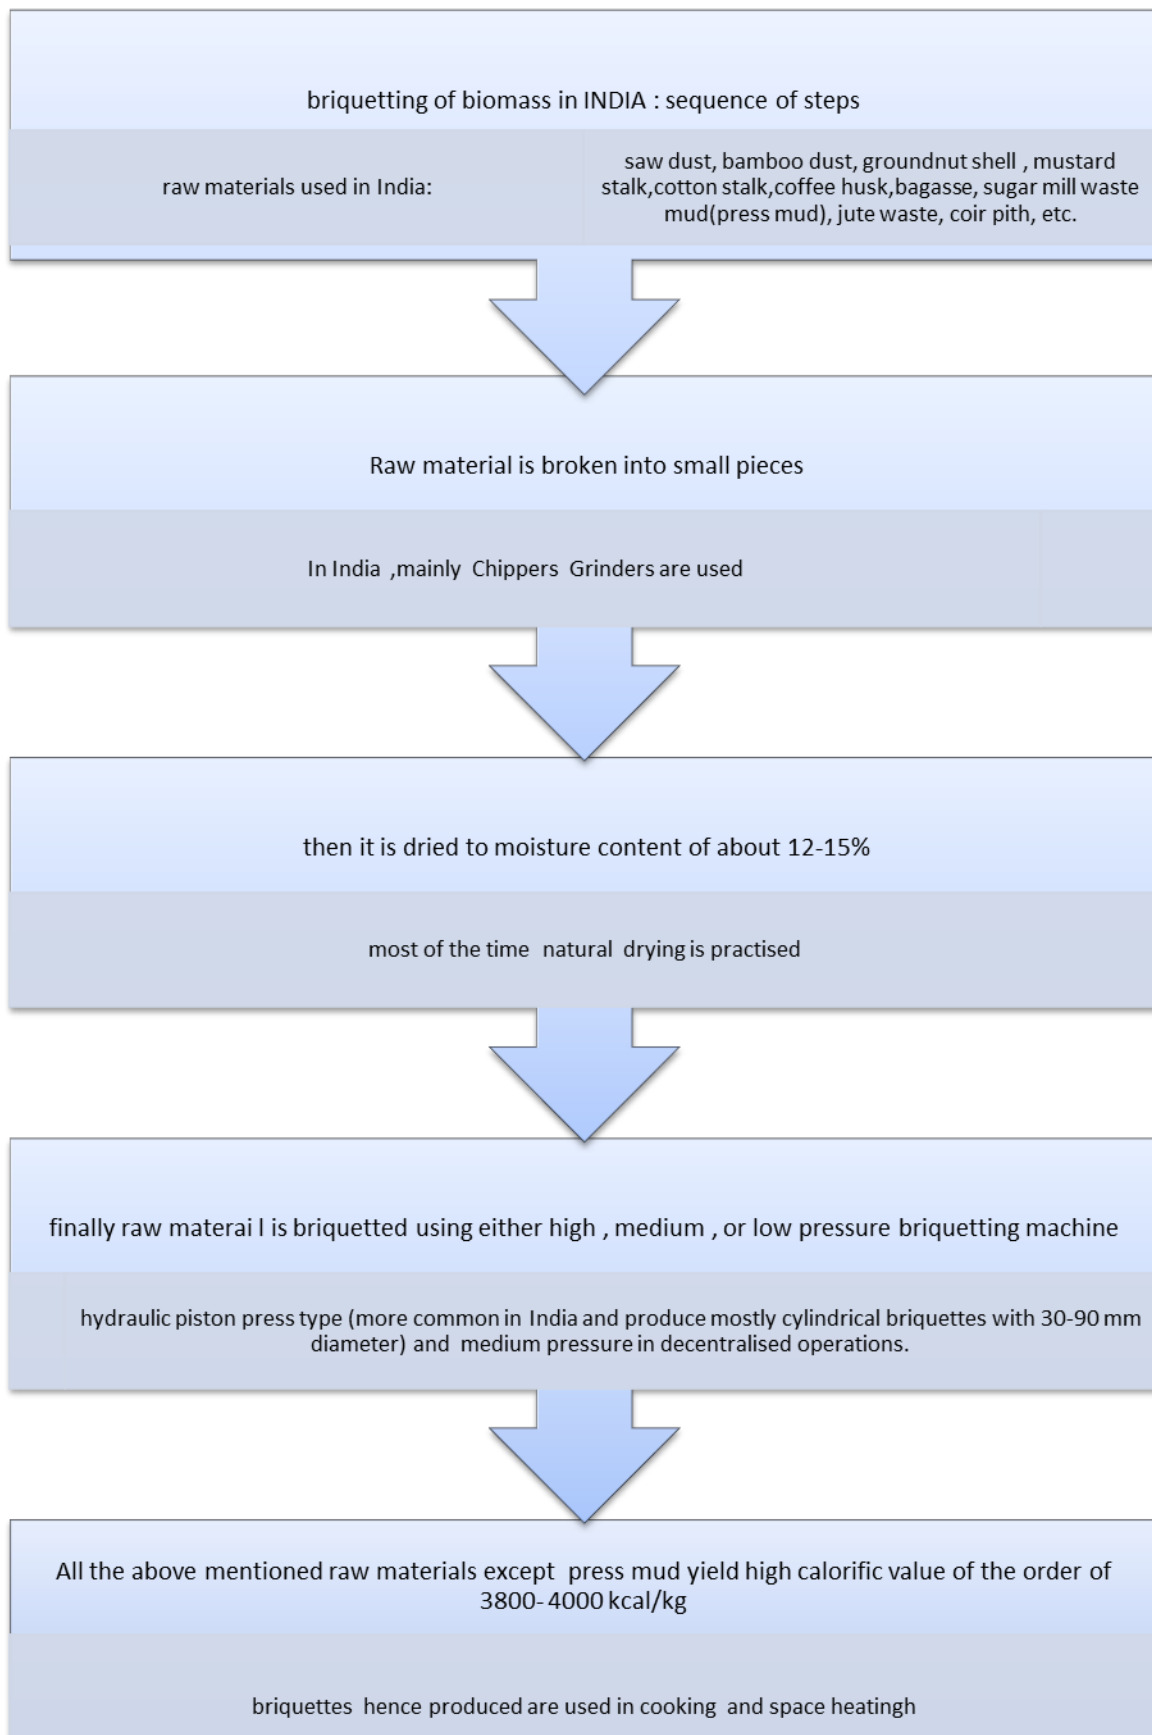 briquetting of biomass in INDIA : sequence of steps
raw materials used in India:
saw dust, bamboo dust, groundnut shell , mustard
stalk,cotton stalk,coffee husk,bagasse, sugar mill waste
mud(press mud), jute waste, coir pith, etc.
Raw material is broken into small pieces
In India ,mainly Chippers Grinders are used
then it is dried to moisture content of about 12-15%
most of the time natural drying is practised
finally raw materai l is briquetted using either high , medium , or low pressure briquetting machine
hydraulic piston press type (more common in India and produce mostly cylindrical briquettes with 30-90 mm
diameter) and medium pressure in decentralised operations.
All the above mentioned raw materials except press mud yield high calorific value of the order of
3800- 4000 kcal/kg
briquettes hence produced are used in cooking and space heatingh